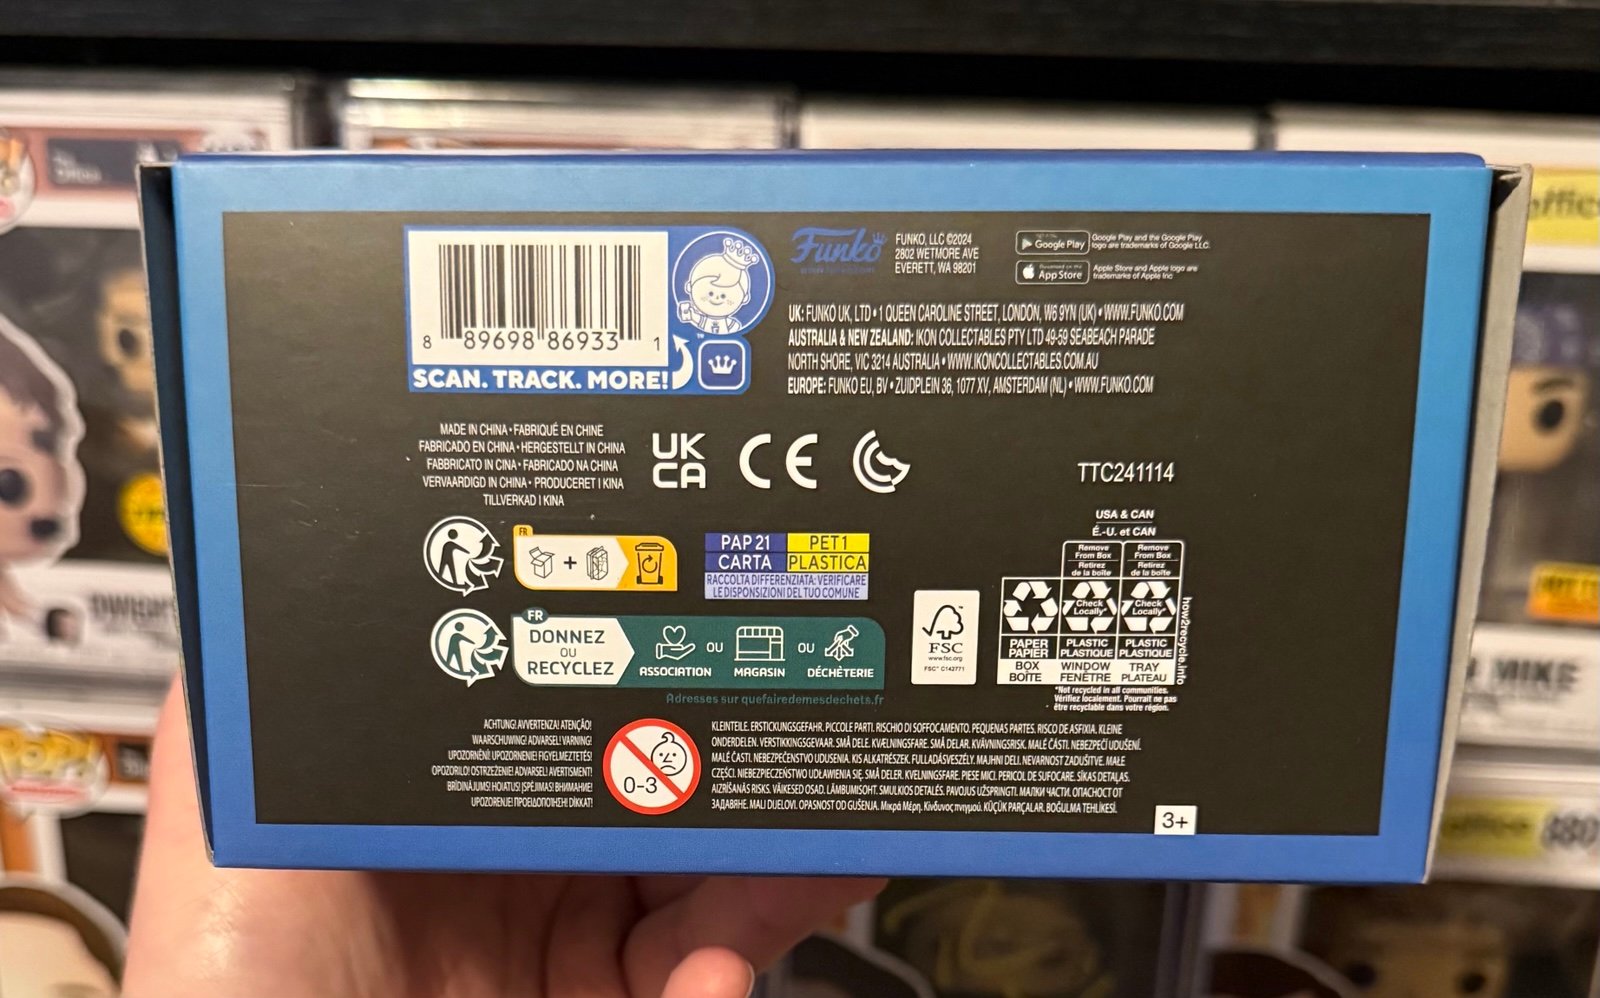 8 89698 86933 1
SCAN. TRACK. MORE!
Funko
FUNKO, LLC ©2024
2802 WETMORE AVE
EVERETT, WA 98201
Google Play
Google Play and the Google Play
logo are trademarks of Google LLC.
Download on the
App Store
Apple Store and Apple logo are
trademarks of Apple Inc
UK: FUNKO UK, LTD • 1 QUEEN CAROLINE STREET, LONDON, W6 9YN (UK) • WWW.FUNKO.COM
AUSTRALIA & NEW ZEALAND: IKON COLLECTABLES PTY LTD 49-59 SEABEACH PARADE
NORTH SHORE, VIC 3214 AUSTRALIA • WWW.IKONCOLLECTABLES.COM.AU
EUROPE: FUNKO EU, BV • ZUIDPLEIN 36, 1077 XV, AMSTERDAM (NL) • WWW.FUNKO.COM
MADE IN CHINA • FABRIQUÉ EN CHINE
FABRICADO EN CHINA • HERGESTELLT IN CHINA
FABBRICATO IN CINA • FABRICADO NA CHINA
VERVAARDIGD IN CHINA • PRODUCERET I KINA
TILLVERKAD I KINA
UK
CA
CE
TTC241114
FR
PAP 21
PET 1
CARTA
PLASTICA
RACCOLTA DIFFERENZIATA: VERIFICARE
LE DISPOSIZIONI DEL TUO COMUNE
USA & CAN
É.-U. et CAN
Remove
From Box
Retirez
de la boîte
Remove
From Box
Retirez
de la boîte
Check
Locally*
Check
Locally*
PAPER
PAPIER
PLASTIC
PLASTIQUE
PLASTIC
PLASTIQUE
BOX
BOÎTE
WINDOW
FENÊTRE
TRAY
PLATEAU
how2recycle.info
*Not recycled in all communities.
Vérifiez localement. Pourrait ne pas
être recyclable dans votre région.
FSC
www.fsc.org
FSC™ C142771
FR
DONNEZ
OU
RECYCLEZ
ASSOCIATION
OU
MAGASIN
OU
DÉCHÈTERIE
Adresses sur quefairedemesdechets.fr
ACHTUNG! AVVERTENZA! ATENÇÃO!
WAARSCHUWING! ADVARSEL! VARNING!
UPOZORNĚNÍ! UPOZORNENIE! FIGYELMEZTETÉS!
OPOZORILO! OSTRZEŻENIE! ADVARSEL! AVERTISMENT!
BRĪDINĀJUMS! HOIATUS! ĮSPĖJIMAS! ВНИМАНИЕ!
UPOZORENJE! ΠΡΟΕΙΔΟΠΟΙΗΣΗ! DİKKAT!
0-3
KLEINTEILE. ERSTICKUNGSGEFAHR. PICCOLE PARTI. RISCHIO DI SOFFOCAMENTO. PEQUENAS PARTES. RISCO DE ASFIXIA. KLEINE
ONDERDELEN. VERSTIKKINGSGEVAAR. SMÅ DELE. KVÆLNINGSFARE. SMÅ DELAR. KVÄVNINGSRISK. MALÉ ČÁSTI. NEBEZPEČÍ UDUŠENÍ.
MALÉ ČASTI. NEBEZPEČENSTVO UDUSENIA. KIS ALKATRÉSZEK. FULLADÁSVESZÉLY. MAJHNI DELI. NEVARNOST ZADUŠITVE. MAŁE
CZĘŚCI. NIEBEZPIECZEŃSTWO UDŁAWIENIA SIĘ. SMÅ DELER. KVELNINGSFARE. PIESE MICI. PERICOL DE SUFOCARE. SĪKAS DETAĻAS.
AIZRĪŠANĀS RISKS. VÄIKESED OSAD. LÄMBUMISOHT. SMULKIOS DETALĖS. PAVOJUS UŽSPRINGTI. МАЛКИ ЧАСТИ. ОПАСНОСТ ОТ
ЗАДАВЯНЕ. MALI DIJELOVI. OPASNOST OD GUŠENJA. Μικρά Μέρη. Κίνδυνος πνιγμού. KÜÇÜK PARÇALAR. BOĞULMA TEHLİKESİ.
3+
MIKE